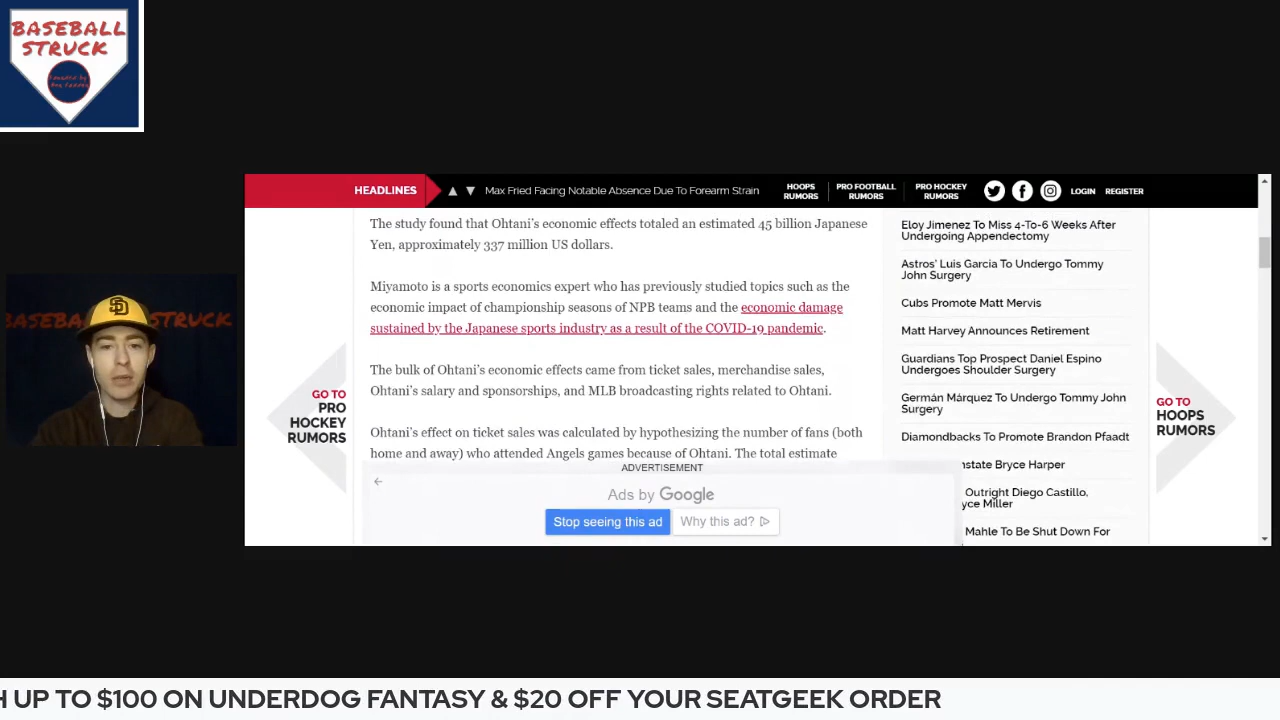 BASEBALL
STRUCK
HEADLINES
Max Fried Facing Notable Absence Due To Forearm Strain
HOOPS
RUMORS
PRO FOOTBALL
RUMORS
PRO HOCKEY
RUMORS
LOGIN
REGISTER
The study found that Ohtani's economic effects totaled an estimated 45 billion Japanese
Yen, approximately 337 million US dollars.
Miyamoto is a sports economics expert who has previously studied topics such as the
economic impact of championship seasons of NPB teams and the economic damage
sustained by the Japanese sports industry as a result of the COVID-19 pandemic.
The bulk of Ohtani's economic effects came from ticket sales, merchandise sales,
Ohtani's salary and sponsorships, and MLB broadcasting rights related to Ohtani.
Ohtani's effect on ticket sales was calculated by hypothesizing the number of fans (both
home and away) who attended Angels games because of Ohtani. The total estimate
ADVERTISEMENT
Ads by Google
Stop seeing this ad
Why this ad?
Eloy Jimenez To Miss 4-To-6 Weeks After
Undergoing Appendectomy
Astros' Luis Garcia To Undergo Tommy
John Surgery
Cubs Promote Matt Mervis
Matt Harvey Announces Retirement
Guardians Top Prospect Daniel Espino
Undergoes Shoulder Surgery
Germán Márquez To Undergo Tommy John
Surgery
Diamondbacks To Promote Brandon Pfaadt
nstate Bryce Harper
Outright Diego Castillo,
yce Miller
Mahle To Be Shut Down For
GO TO
PRO
HOCKEY
RUMORS
GO TO
HOOPS
RUMORS
BASEBA
STRUCK
SD
H UP TO $100 ON UNDERDOG FANTASY & $20 OFF YOUR SEATGEEK ORDER